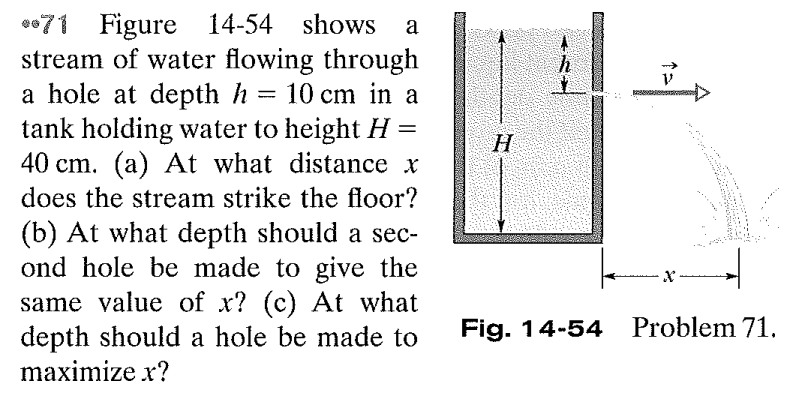 ••71 Figure 14-54 shows a
stream of water flowing through
a hole at depth h = 10 cm in a
tank holding water to height H =
40 cm. (a) At what distance x
does the stream strike the floor?
(b) At what depth should a sec-
ond hole be made to give the
same value of x? (c) At what
depth should a hole be made to
maximize x?
h
v⃗
H
x
Fig. 14-54 Problem 71.